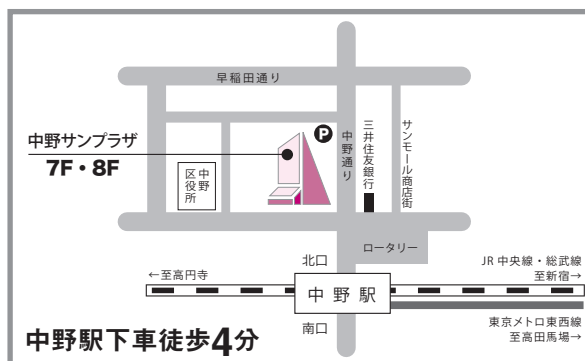 早稲田通り
P
中野サンプラザ
7F・8F
中野
区役所
中野通り
三井住友銀行
サンモール商店街
ロータリー
北口
JR 中央線・総武線
至新宿→
←至高円寺
中野駅
南口
東京メトロ東西線
至高田馬場→
中野駅下車徒歩4分